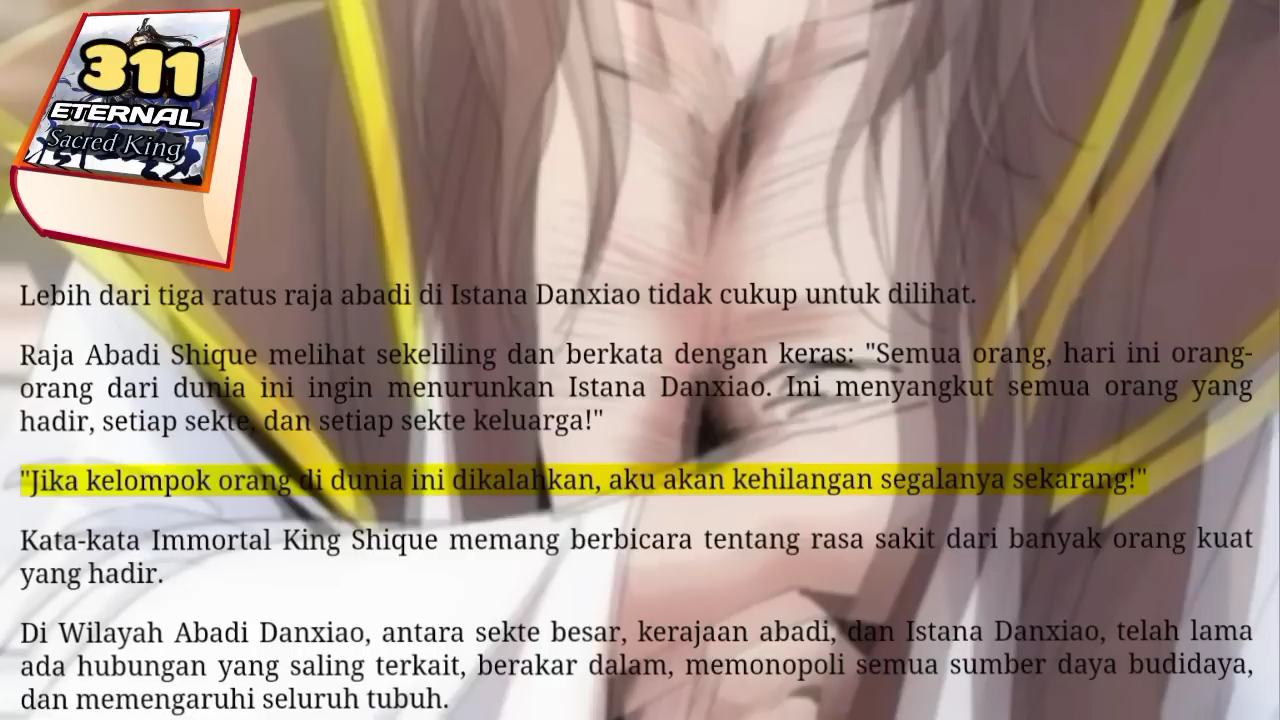 311
ETERNAL
Sacred King
Lebih dari tiga ratus raja abadi di Istana Danxiao tidak cukup untuk dilihat.
Raja Abadi Shique melihat sekeliling dan berkata dengan keras: "Semua orang, hari ini orang-
orang dari dunia ini ingin menurunkan Istana Danxiao. Ini menyangkut semua orang yang
hadir, setiap sekte, dan setiap sekte keluarga!"
"Jika kelompok orang di dunia ini dikalahkan, aku akan kehilangan segalanya sekarang!"
Kata-kata Immortal King Shique memang berbicara tentang rasa sakit dari banyak orang kuat
yang hadir.
Di Wilayah Abadi Danxiao, antara sekte besar, kerajaan abadi, dan Istana Danxiao, telah lama
ada hubungan yang saling terkait, berakar dalam, memonopoli semua sumber daya budidaya,
dan memengaruhi seluruh tubuh.